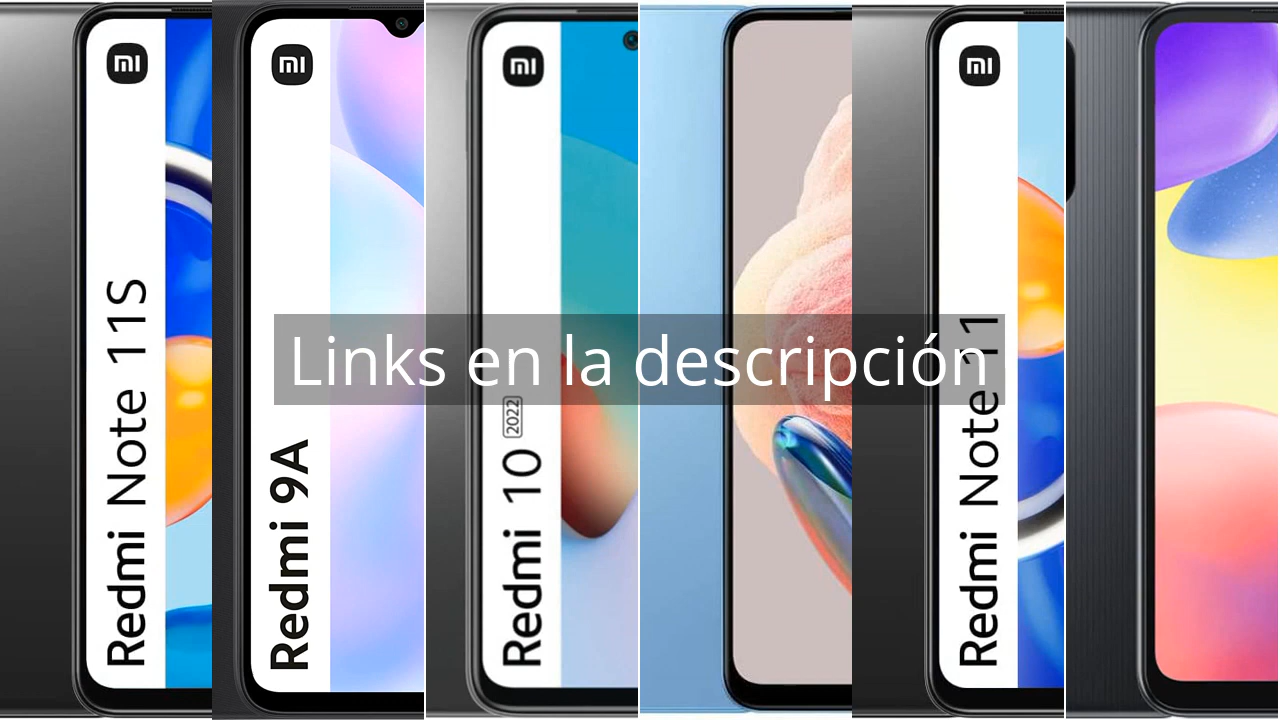 mi
Redmi Note 11S
mi
Redmi 9A
mi
Redmi 10 2022
mi
Redmi Note 11
Links en la descripción